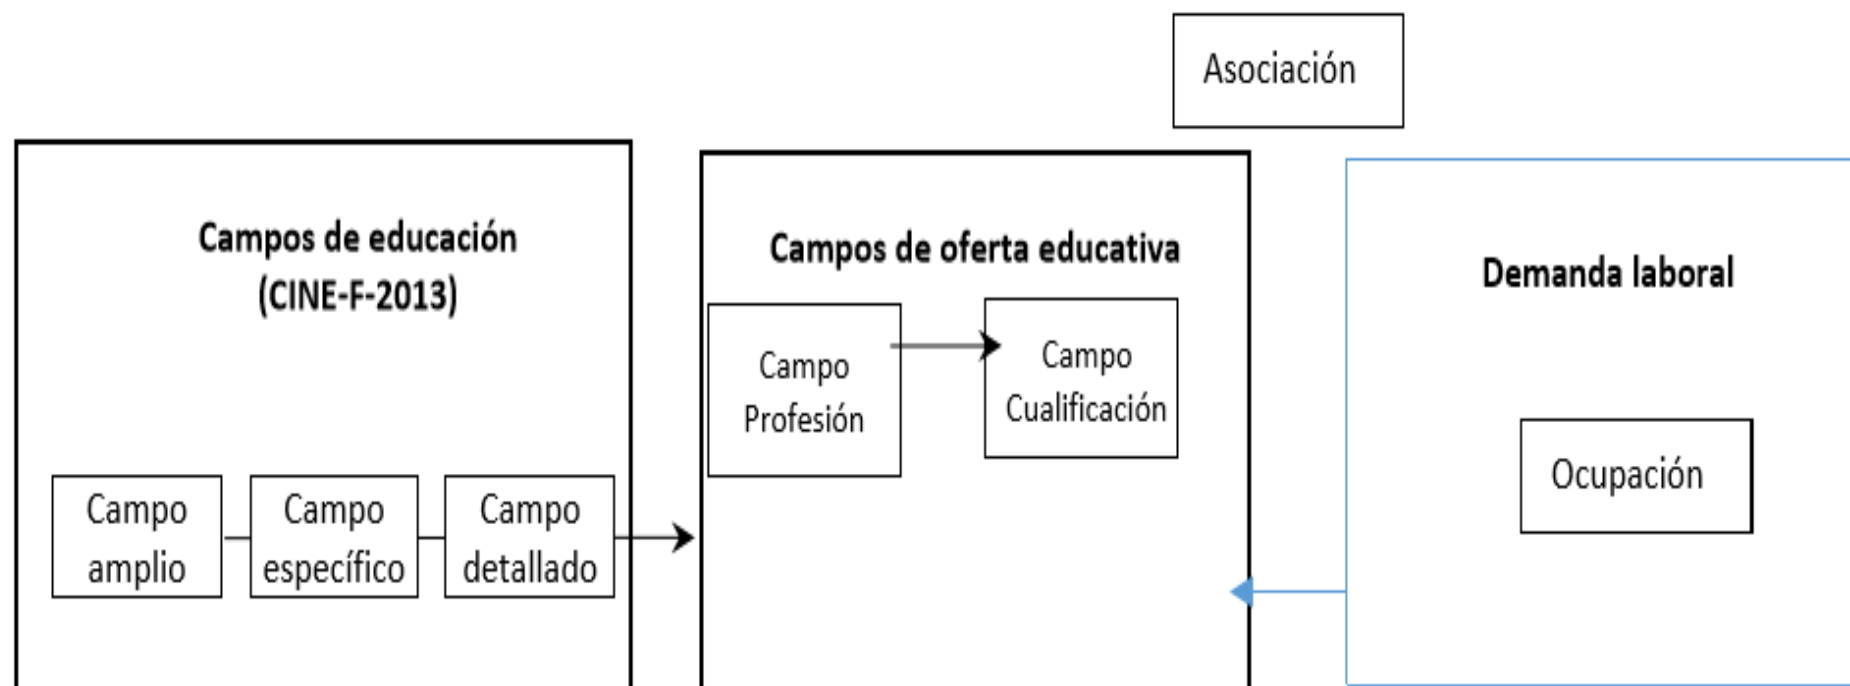 Asociación
Campos de educación
(CINE-F-2013)
Campo
amplio
Campo
específico
Campo
detallado
Campos de oferta educativa
Campo
Profesión
Campo
Cualificación
Demanda laboral
Ocupación